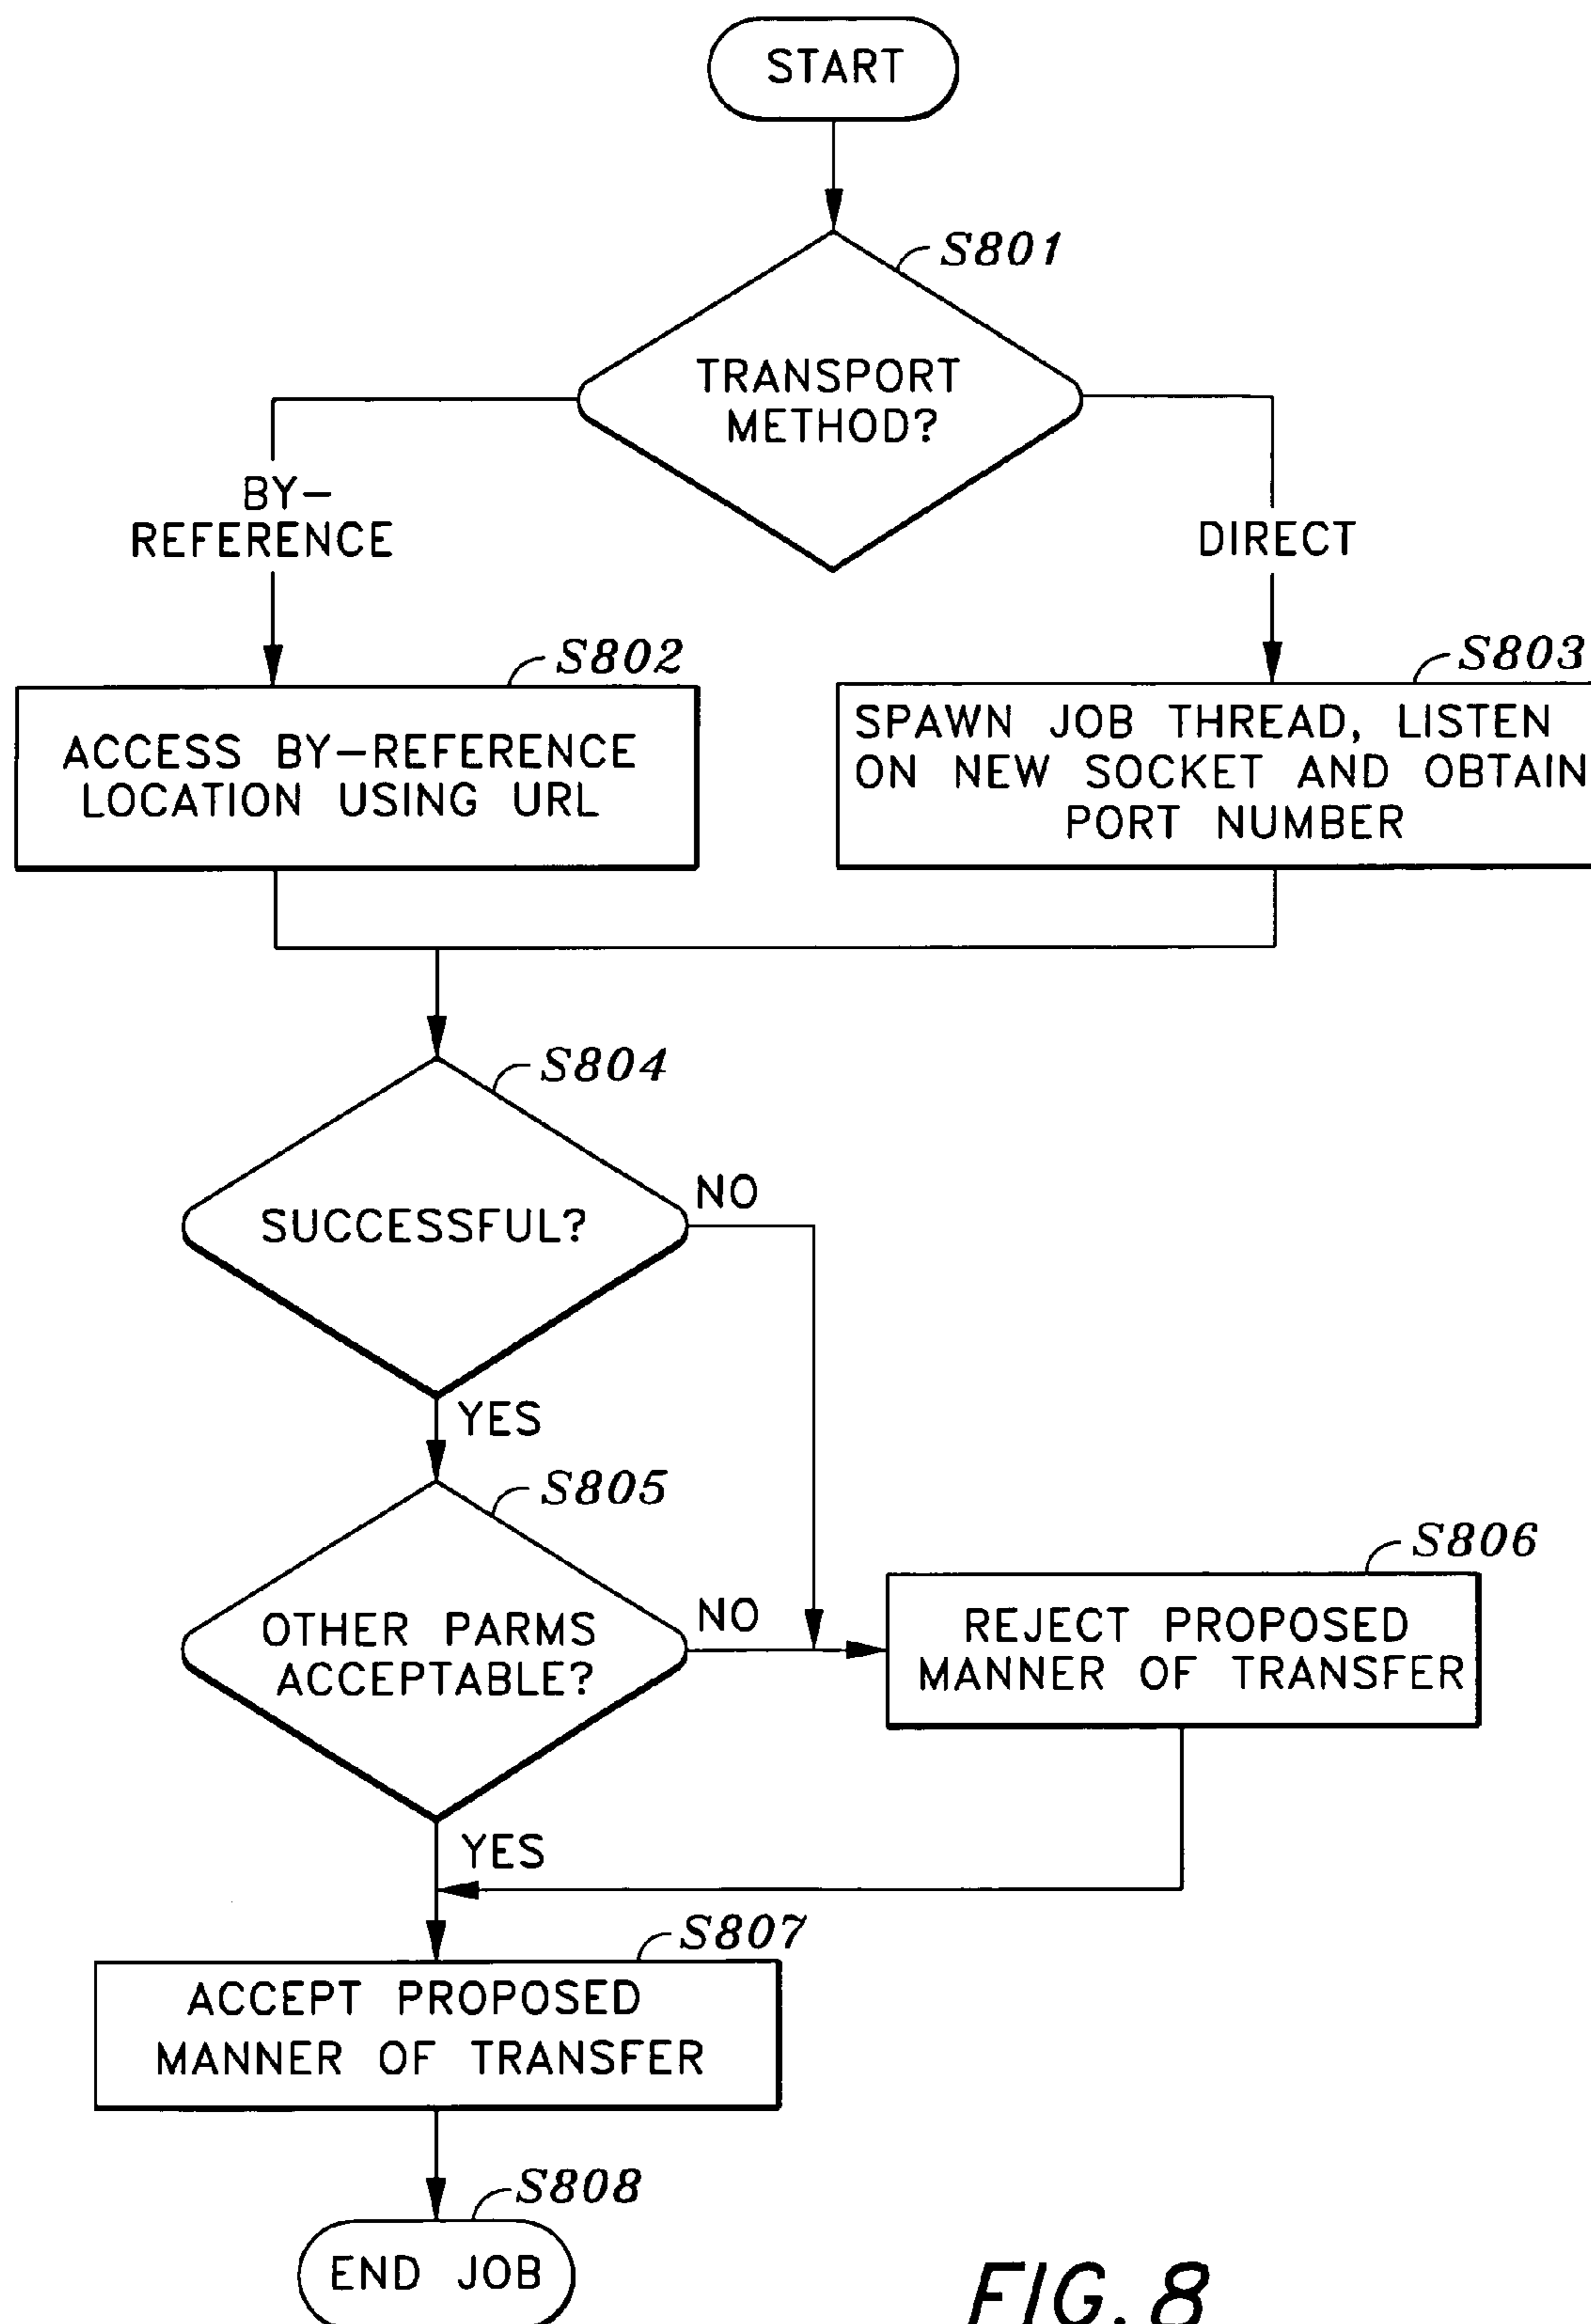 START
S801
TRANSPORT
METHOD?
BY-
REFERENCE
DIRECT
S802
S803
ACCESS BY-REFERENCE
LOCATION USING URL
SPAWN JOB THREAD, LISTEN
ON NEW SOCKET AND OBTAIN
PORT NUMBER
S804
SUCCESSFUL?
NO
YES
S805
OTHER PARMS
ACCEPTABLE?
NO
S806
REJECT PROPOSED
MANNER OF TRANSFER
YES
S807
ACCEPT PROPOSED
MANNER OF TRANSFER
S808
END JOB
FIG. 8